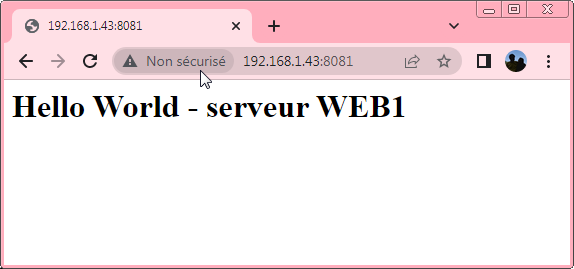 192.168.1.43:8081
Non sécurisé 192.168.1.43:8081
Hello World - serveur WEB1